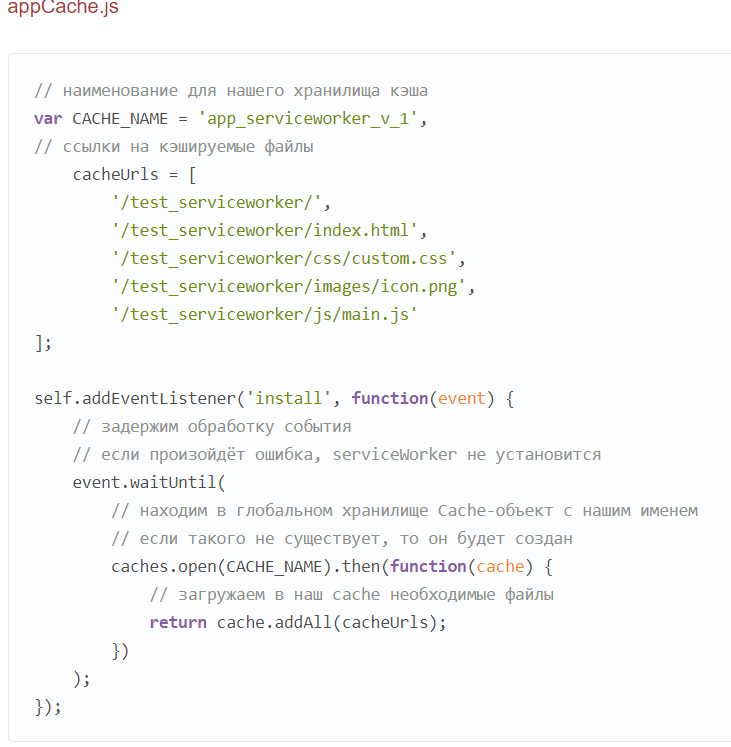 appCache.js
// наименование для нашего хранилища кэша
var CACHE_NAME = 'app_serviceworker_v_1',
// ссылки на кэшируемые файлы
    cacheUrls = [
        '/test_serviceworker/',
        '/test_serviceworker/index.html',
        '/test_serviceworker/css/custom.css',
        '/test_serviceworker/images/icon.png',
        '/test_serviceworker/js/main.js'
];
self.addEventListener('install', function(event) {
    // задержим обработку события
    // если произойдёт ошибка, serviceWorker не установится
    event.waitUntil(
        // находим в глобальном хранилище Cache-объект с нашим именем
        // если такого не существует, то он будет создан
        caches.open(CACHE_NAME).then(function(cache) {
            // загружаем в наш cache необходимые файлы
            return cache.addAll(cacheUrls);
        })
    );
});